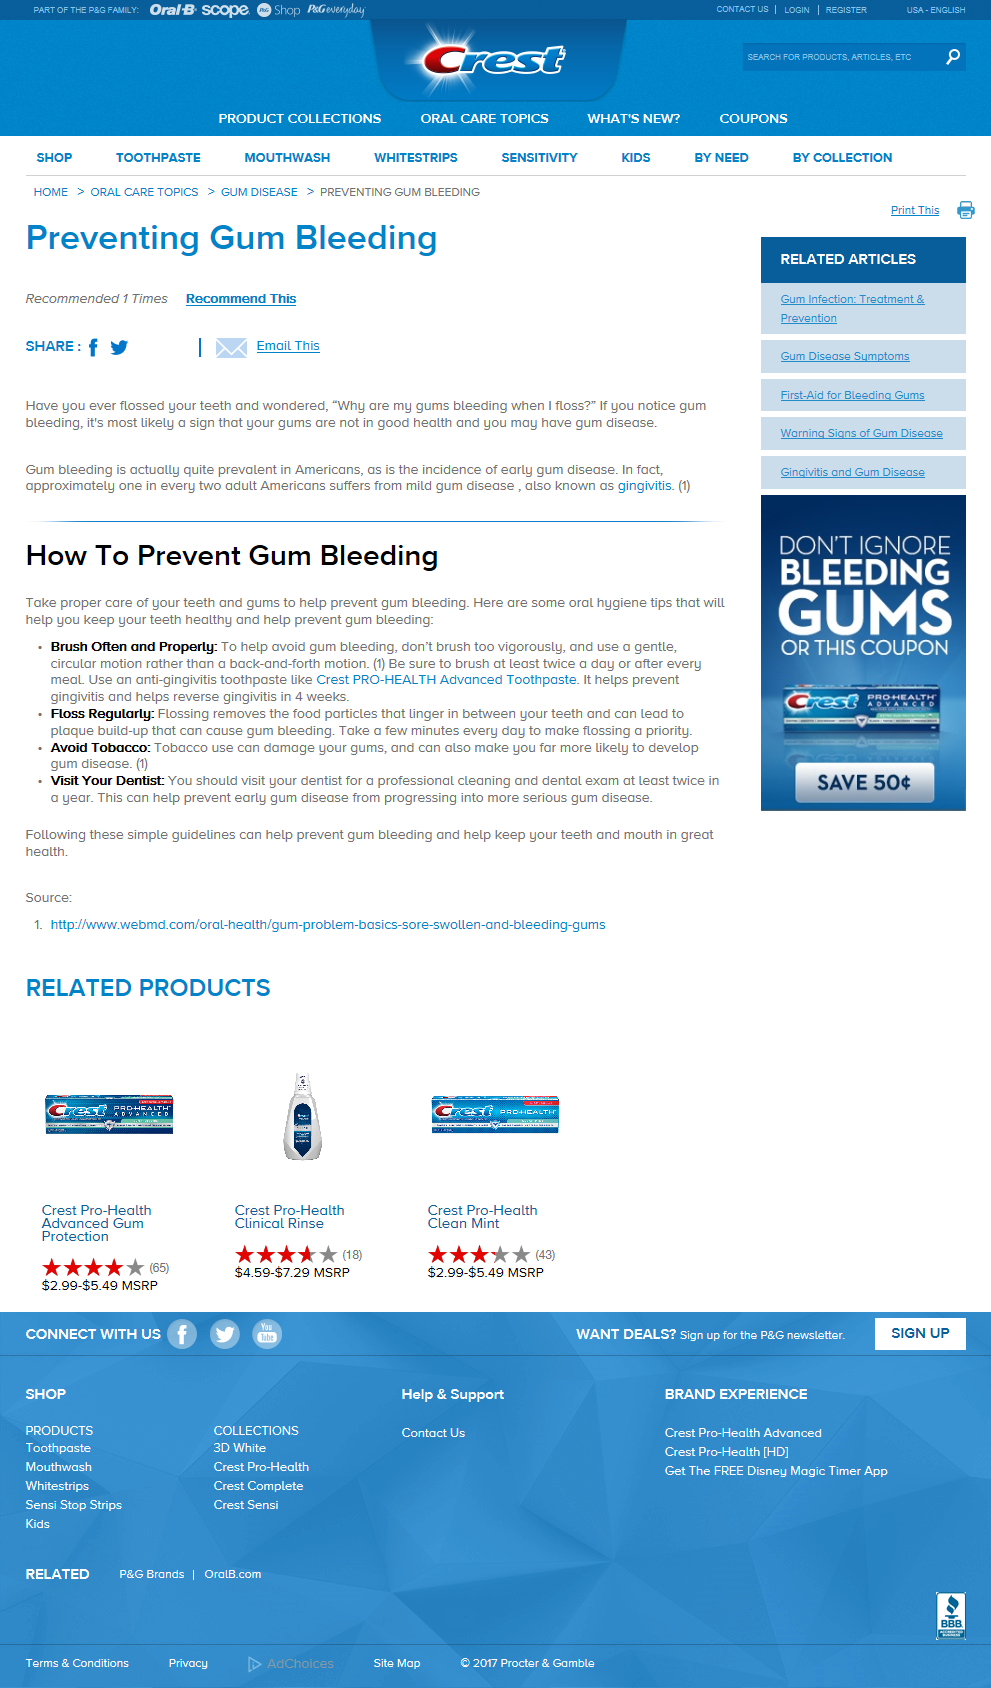 PART OF THE P&G FAMILY: Oral-B scope. P&G Shop P&G everyday
CONTACT US | LOGIN | REGISTER USA - ENGLISH
Crest
SEARCH FOR PRODUCTS, ARTICLES, ETC
PRODUCT COLLECTIONS ORAL CARE TOPICS WHAT'S NEW? COUPONS
SHOP TOOTHPASTE MOUTHWASH WHITESTRIPS SENSITIVITY KIDS BY NEED BY COLLECTION
HOME > ORAL CARE TOPICS > GUM DISEASE > PREVENTING GUM BLEEDING
Print This
Preventing Gum Bleeding
Recommended 1 Times Recommend This
SHARE : | Email This
Have you ever flossed your teeth and wondered, “Why are my gums bleeding when I floss?” If you notice gum
bleeding, it's most likely a sign that your gums are not in good health and you may have gum disease.
Gum bleeding is actually quite prevalent in Americans, as is the incidence of early gum disease. In fact,
approximately one in every two adult Americans suffers from mild gum disease , also known as gingivitis. (1)
How To Prevent Gum Bleeding
Take proper care of your teeth and gums to help prevent gum bleeding. Here are some oral hygiene tips that will
help you keep your teeth healthy and help prevent gum bleeding:
• Brush Often and Properly: To help avoid gum bleeding, don't brush too vigorously, and use a gentle,
circular motion rather than a back-and-forth motion. (1) Be sure to brush at least twice a day or after every
meal. Use an anti-gingivitis toothpaste like Crest PRO-HEALTH Advanced Toothpaste. It helps prevent
gingivitis and helps reverse gingivitis in 4 weeks.
• Floss Regularly: Flossing removes the food particles that linger in between your teeth and can lead to
plaque build-up that can cause gum bleeding. Take a few minutes every day to make flossing a priority.
• Avoid Tobacco: Tobacco use can damage your gums, and can also make you far more likely to develop
gum disease. (1)
• Visit Your Dentist: You should visit your dentist for a professional cleaning and dental exam at least twice in
a year. This can help prevent early gum disease from progressing into more serious gum disease.
Following these simple guidelines can help prevent gum bleeding and help keep your teeth and mouth in great
health.
Source:
1. http://www.webmd.com/oral-health/gum-problem-basics-sore-swollen-and-bleeding-gums
RELATED ARTICLES
Gum Infection: Treatment &
Prevention
Gum Disease Symptoms
First-Aid for Bleeding Gums
Warning Signs of Gum Disease
Gingivitis and Gum Disease
DON'T IGNORE
BLEEDING
GUMS
OR THIS COUPON
Crest PRO-HEALTH
ADVANCED
SAVE 50¢
RELATED PRODUCTS
Crest PRO-HEALTH
ADVANCED
Crest PRO-HEALTH
Crest Pro-Health
Advanced Gum
Protection
(65)
$2.99-$5.49 MSRP
Crest Pro-Health
Clinical Rinse
(18)
$4.59-$7.29 MSRP
Crest Pro-Health
Clean Mint
(43)
$2.99-$5.49 MSRP
CONNECT WITH US f You Tube
WANT DEALS? Sign up for the P&G newsletter. SIGN UP
SHOP
PRODUCTS
Toothpaste
Mouthwash
Whitestrips
Sensi Stop Strips
Kids
COLLECTIONS
3D White
Crest Pro-Health
Crest Complete
Crest Sensi
Help & Support
Contact Us
BRAND EXPERIENCE
Crest Pro-Health Advanced
Crest Pro-Health [HD]
Get The FREE Disney Magic Timer App
RELATED P&G Brands | OralB.com
BBB
ACCREDITED
BUSINESS
Terms & Conditions Privacy AdChoices Site Map © 2017 Procter & Gamble